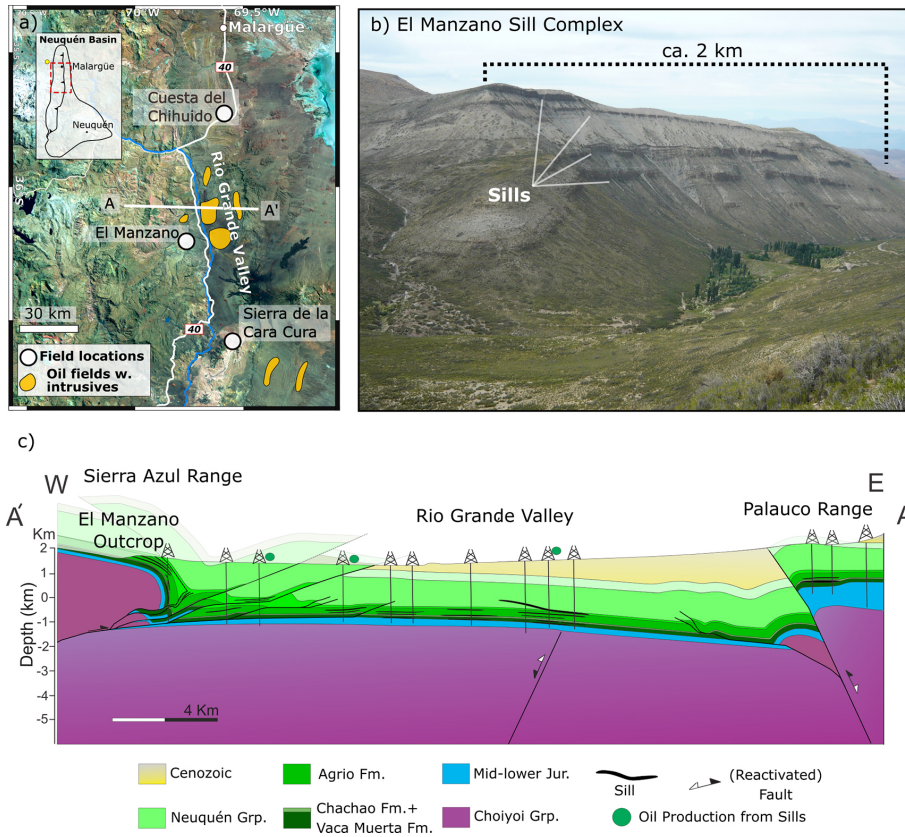 a)
70.5°W
70°W
69.5°W
Malargüe
Neuquén Basin
Malargüe
Neuquén
40
Cuesta del
Chihuido
36°S
Rio Grande Valley
A
A'
El Manzano
Sierra de la
Cara Cura
40
30 km
Field locations
Oil fields w.
intrusives
b) El Manzano Sill Complex
ca. 2 km
Sills
c)
Sierra Azul Range
W
E
A'
A
El Manzano
Outcrop
Rio Grande Valley
Palauco Range
Km
2
1
0
-1
-2
-3
-4
-5
Depth (km)
4 Km
Cenozoic
Agrio Fm.
Mid-lower Jur.
Sill
(Reactivated)
Fault
Neuquén Grp.
Chachao Fm.+
Vaca Muerta Fm.
Choiyoi Grp.
Oil Production from Sills